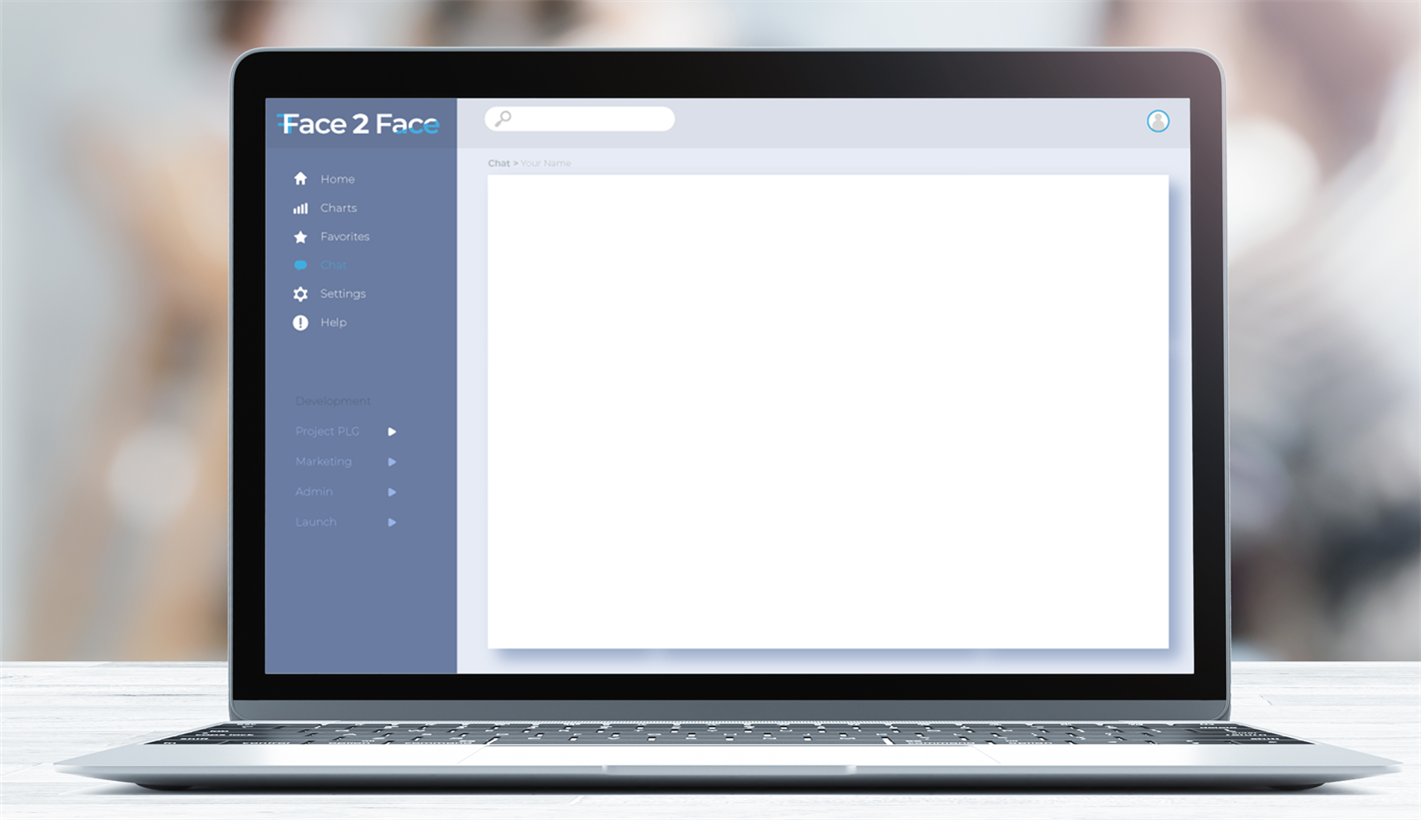 Face 2 Face
Chat > Your Name
Home
Charts
Favorites
Chat
Settings
Help
Development
Project PLG
Marketing
Admin
Launch